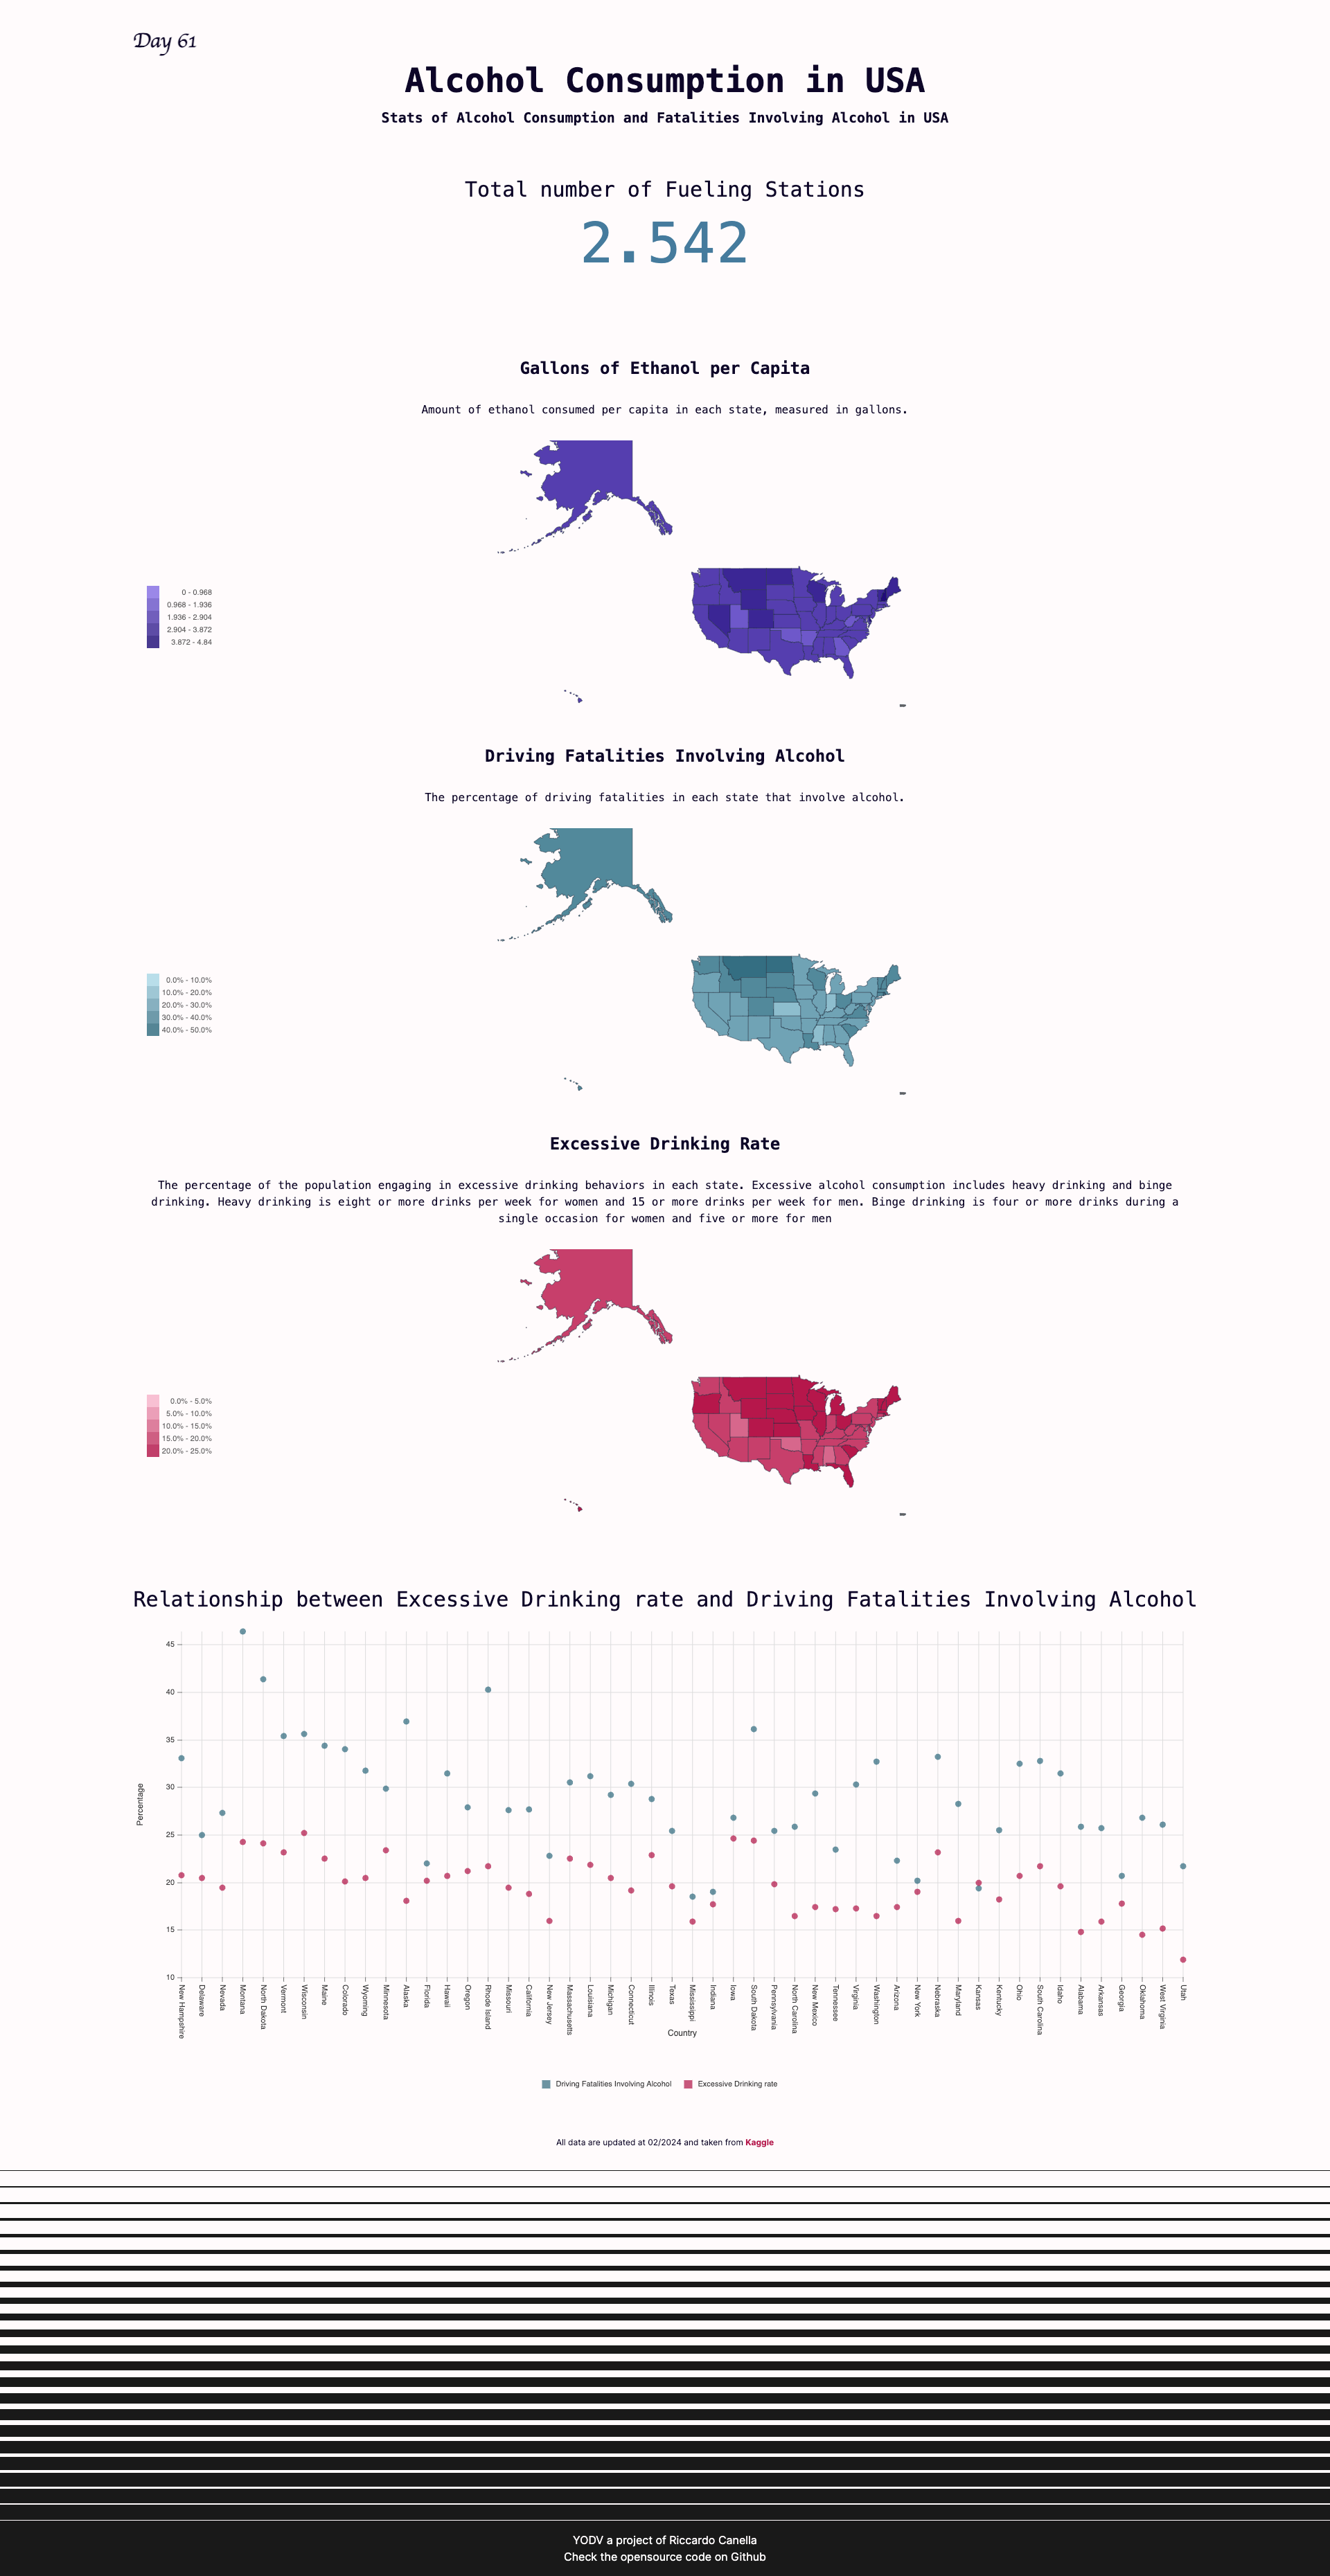 Day 61
Alcohol Consumption in USA
Stats of Alcohol Consumption and Fatalities Involving Alcohol in USA
Total number of Fueling Stations
2.542
Gallons of Ethanol per Capita
Amount of ethanol consumed per capita in each state, measured in gallons.
0 - 0.968
0.968 - 1.936
1.936 - 2.904
2.904 - 3.872
3.872 - 4.84
Driving Fatalities Involving Alcohol
The percentage of driving fatalities in each state that involve alcohol.
0.0% - 10.0%
10.0% - 20.0%
20.0% - 30.0%
30.0% - 40.0%
40.0% - 50.0%
Excessive Drinking Rate
The percentage of the population engaging in excessive drinking behaviors in each state. Excessive alcohol consumption includes heavy drinking and binge
drinking. Heavy drinking is eight or more drinks per week for women and 15 or more drinks per week for men. Binge drinking is four or more drinks during a
single occasion for women and five or more for men
0.0% - 5.0%
5.0% - 10.0%
10.0% - 15.0%
15.0% - 20.0%
20.0% - 25.0%
Relationship between Excessive Drinking rate and Driving Fatalities Involving Alcohol
45
40
35
30
25
20
15
10
Percentage
New Hampshire
Delaware
Nevada
Montana
North Dakota
Vermont
Wisconsin
Maine
Colorado
Wyoming
Minnesota
Alaska
Florida
Hawaii
Oregon
Rhode Island
Missouri
California
New Jersey
Massachusetts
Louisiana
Michigan
Connecticut
Illinois
Texas
Mississippi
Indiana
Iowa
South Dakota
Pennsylvania
North Carolina
New Mexico
Tennessee
Virginia
Washington
Arizona
New York
Nebraska
Maryland
Kansas
Kentucky
Ohio
South Carolina
Idaho
Alabama
Arkansas
Georgia
Oklahoma
West Virginia
Utah
Country
Driving Fatalities Involving Alcohol
Excessive Drinking rate
All data are updated at 02/2024 and taken from Kaggle
YODV a project of Riccardo Canella
Check the opensource code on Github